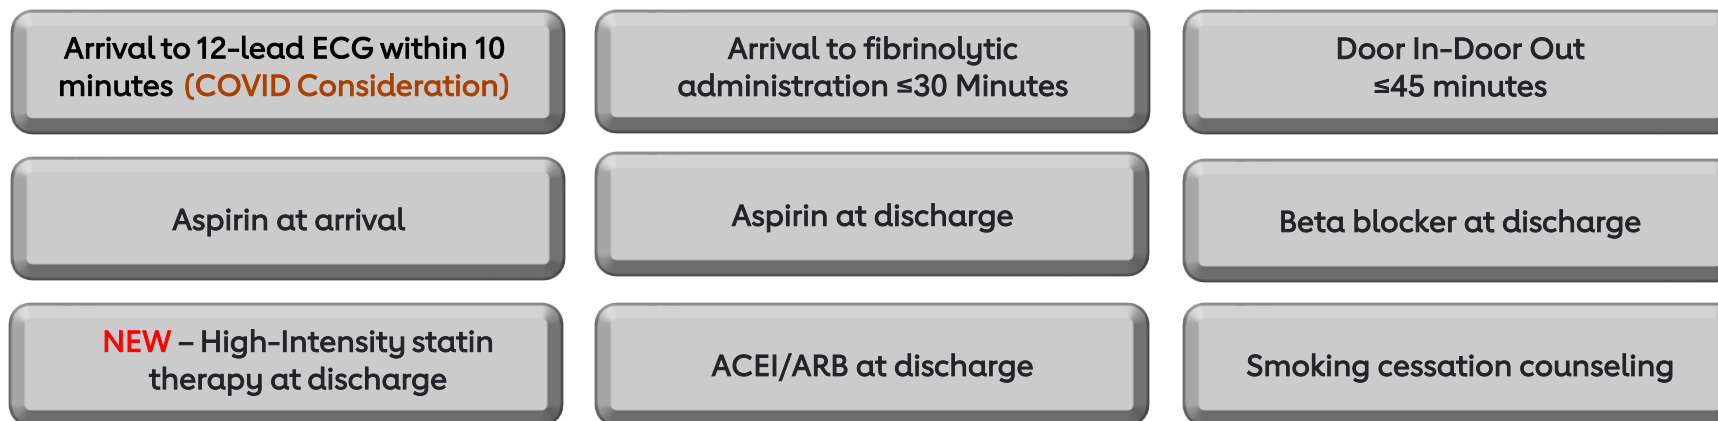 Arrival to 12-lead ECG within 10
minutes (COVID Consideration)
Arrival to fibrinolytic
administration ≤30 Minutes
Door In-Door Out
≤45 minutes
Aspirin at arrival
Aspirin at discharge
Beta blocker at discharge
NEW – High-Intensity statin
therapy at discharge
ACEI/ARB at discharge
Smoking cessation counseling